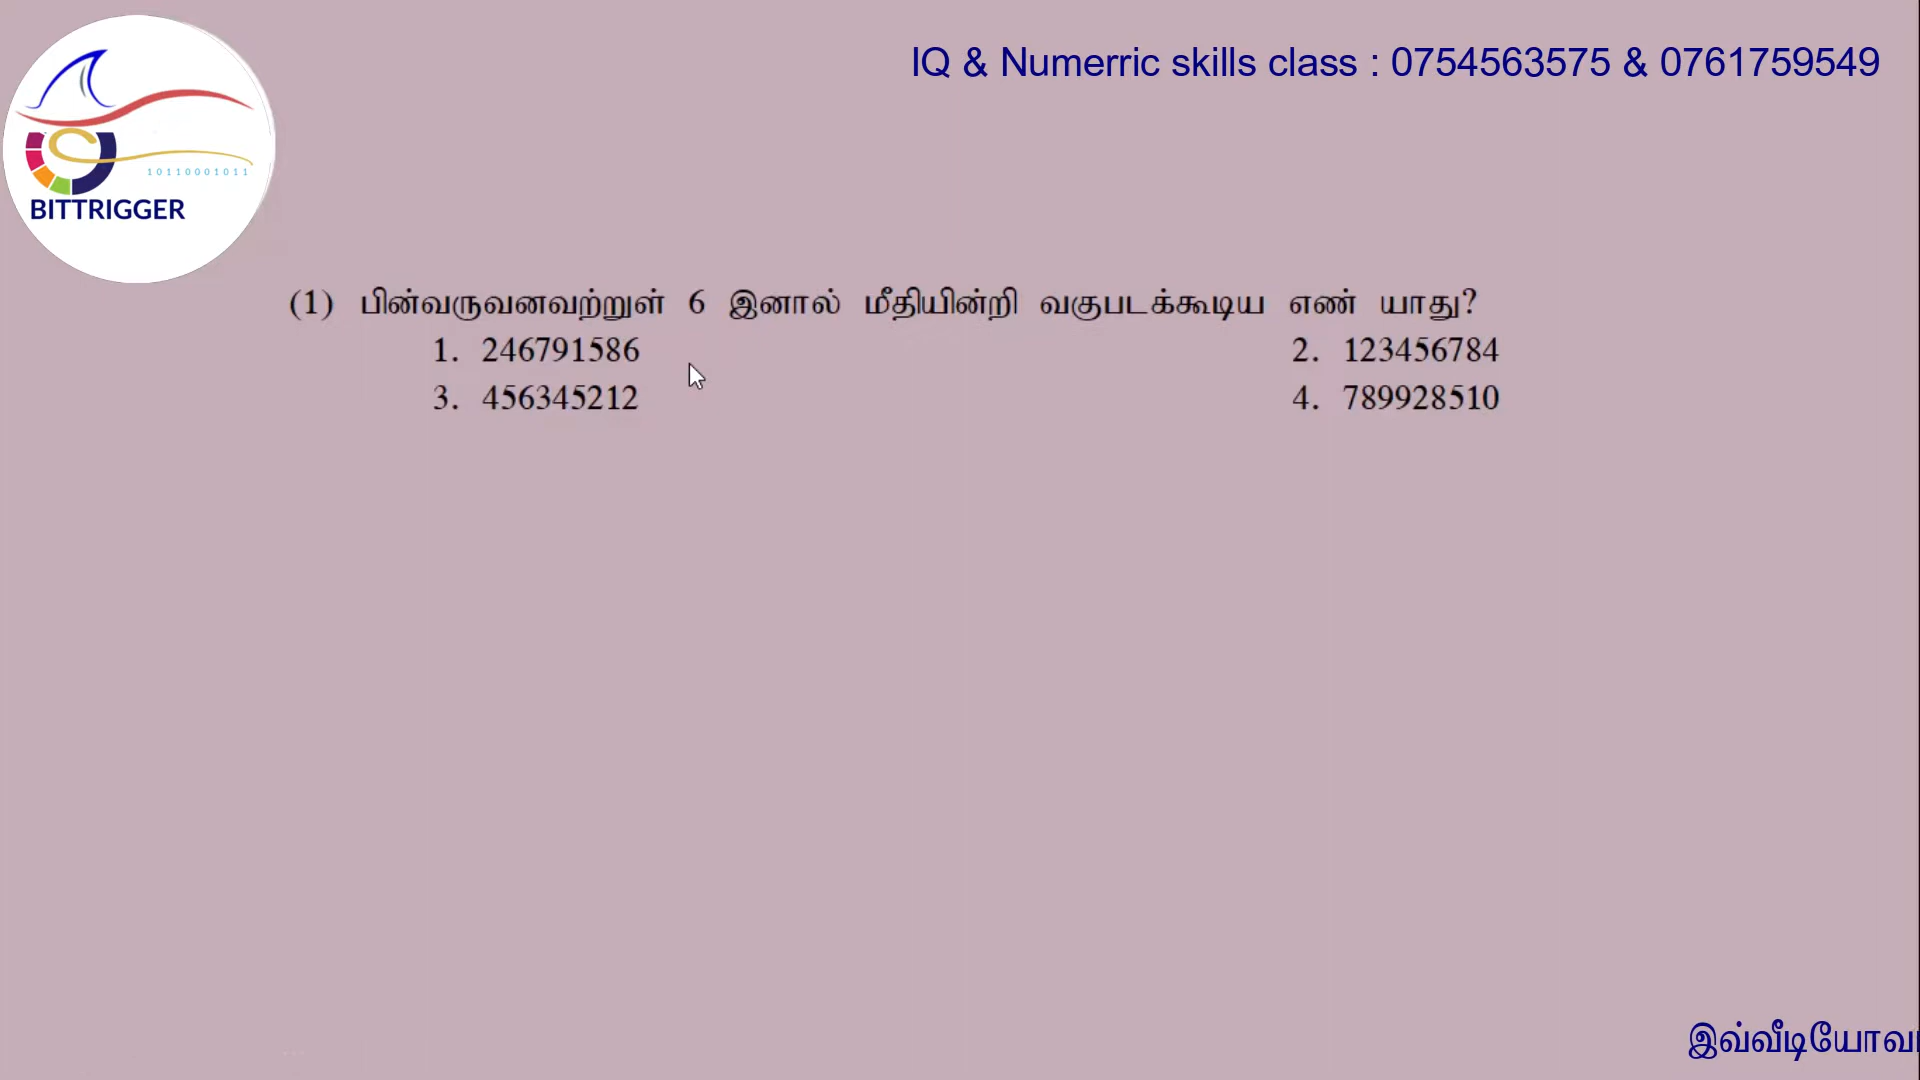 IQ & Numerric skills class : 0754563575 & 0761759549
10110001011
BITTRIGGER
(1) பின்வருவனவற்றுள் 6 இனால் மீதியின்றி வகுபடக்கூடிய எண் யாது?
1. 246791586
2. 123456784
3. 456345212
4. 789928510